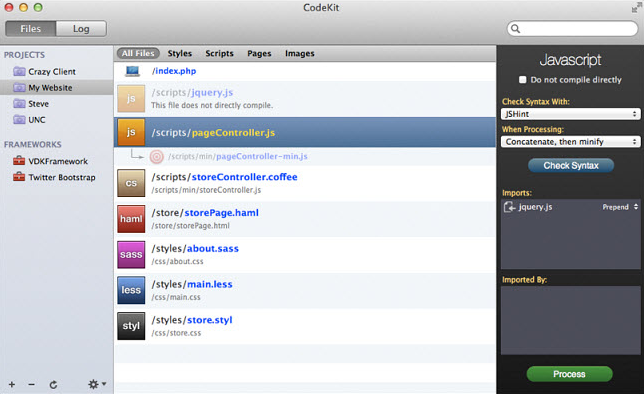 CodeKit
Files Log
PROJECTS
Crazy Client
My Website
Steve
UNC
FRAMEWORKS
VDKFramework
Twitter Bootstrap
All Files Styles Scripts Pages Images
/index.php
js /scripts/jquery.js
This file does not directly compile.
js /scripts/pageController.js
/scripts/min/pageController-min.js
cs /scripts/storeController.coffee
/scripts/min/storeController.js
haml /store/storePage.haml
/store/storePage.html
sass /styles/about.sass
/css/about.css
less /styles/main.less
/css/main.css
styl /styles/store.styl
/css/store.css
Javascript
Do not compile directly
Check Syntax With:
JSHint
When Processing:
Concatenate, then minify
Check Syntax
Imports:
jquery.js Prepend
Imported By:
Process